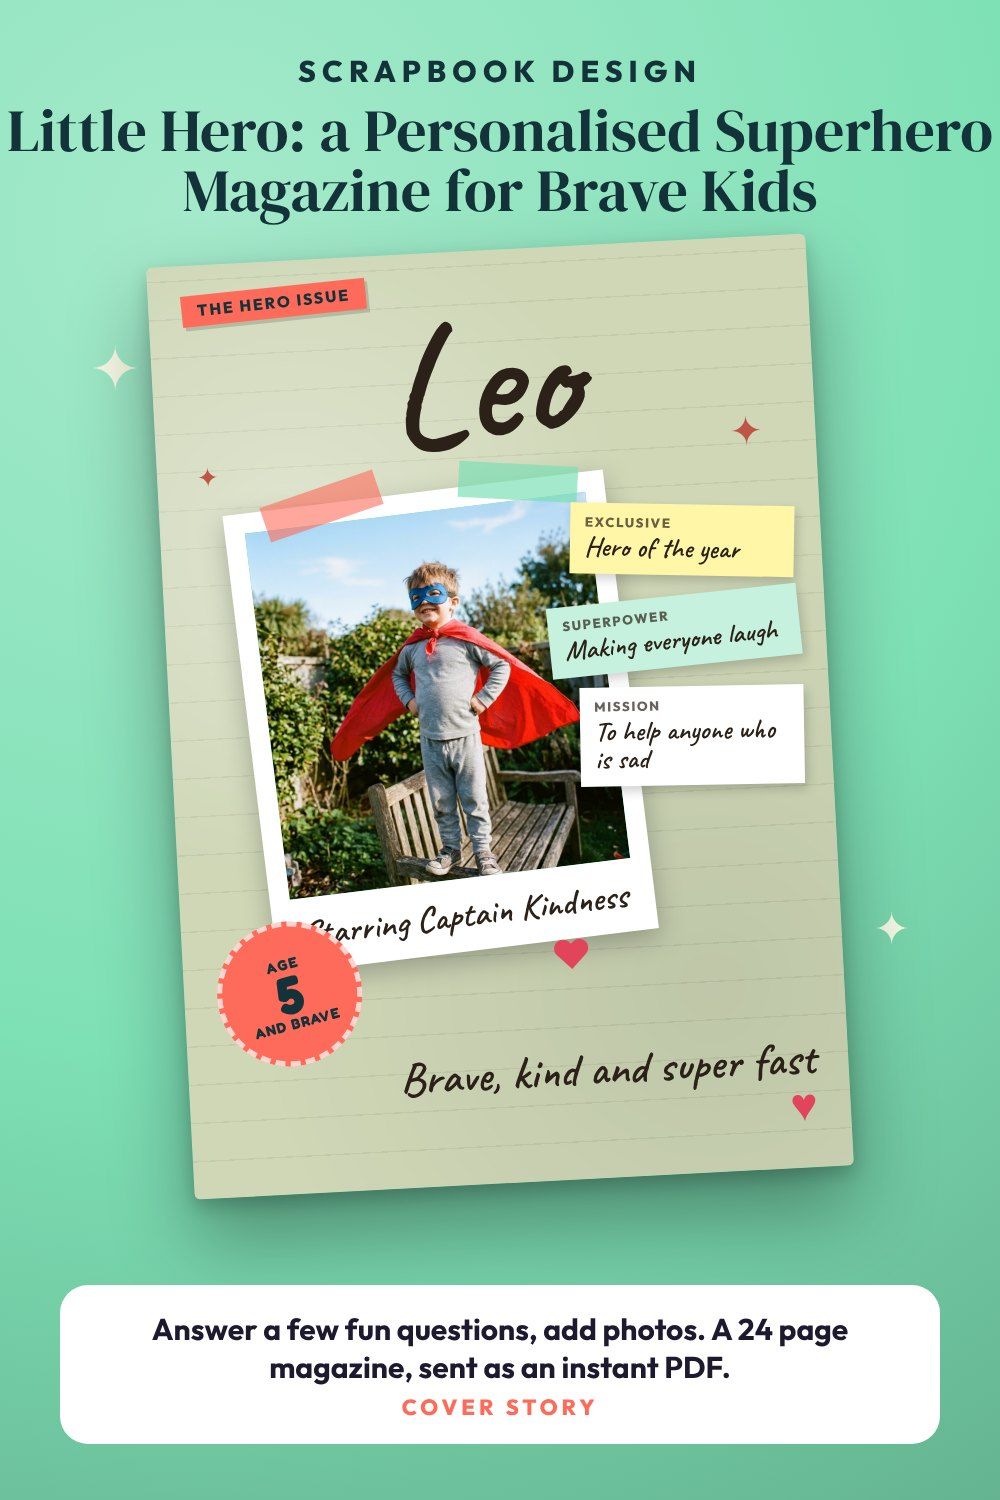 SCRAPBOOK DESIGN
Little Hero: a Personalised Superhero
Magazine for Brave Kids
THE HERO ISSUE
Leo
EXCLUSIVE
Hero of the year
SUPERPOWER
Making everyone laugh
MISSION
To help anyone who
is sad
Starring Captain Kindness
AGE
5
AND BRAVE
Brave, kind and super fast
Answer a few fun questions, add photos. A 24 page
magazine, sent as an instant PDF.
COVER STORY